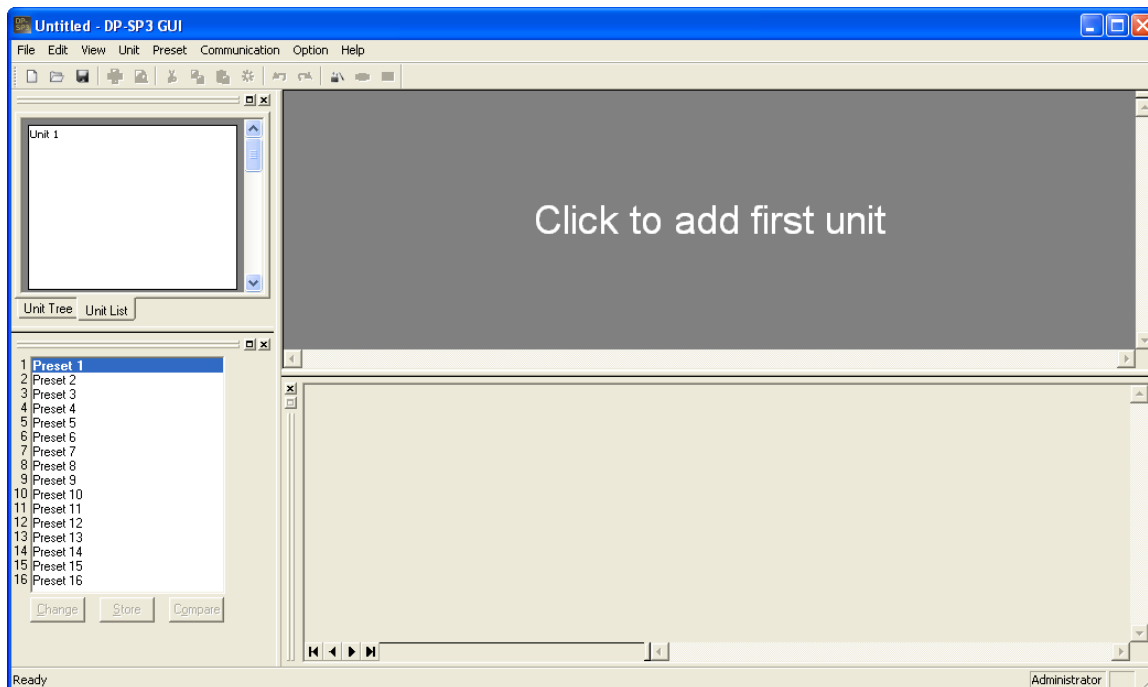 Untitled - DP-SP3 GUI
File Edit View Unit Preset Communication Option Help
Unit 1
Unit Tree Unit List
Click to add first unit
1 Preset 1
2 Preset 2
3 Preset 3
4 Preset 4
5 Preset 5
6 Preset 6
7 Preset 7
8 Preset 8
9 Preset 9
10 Preset 10
11 Preset 11
12 Preset 12
13 Preset 13
14 Preset 14
15 Preset 15
16 Preset 16
Change Store Compare
Ready Administrator